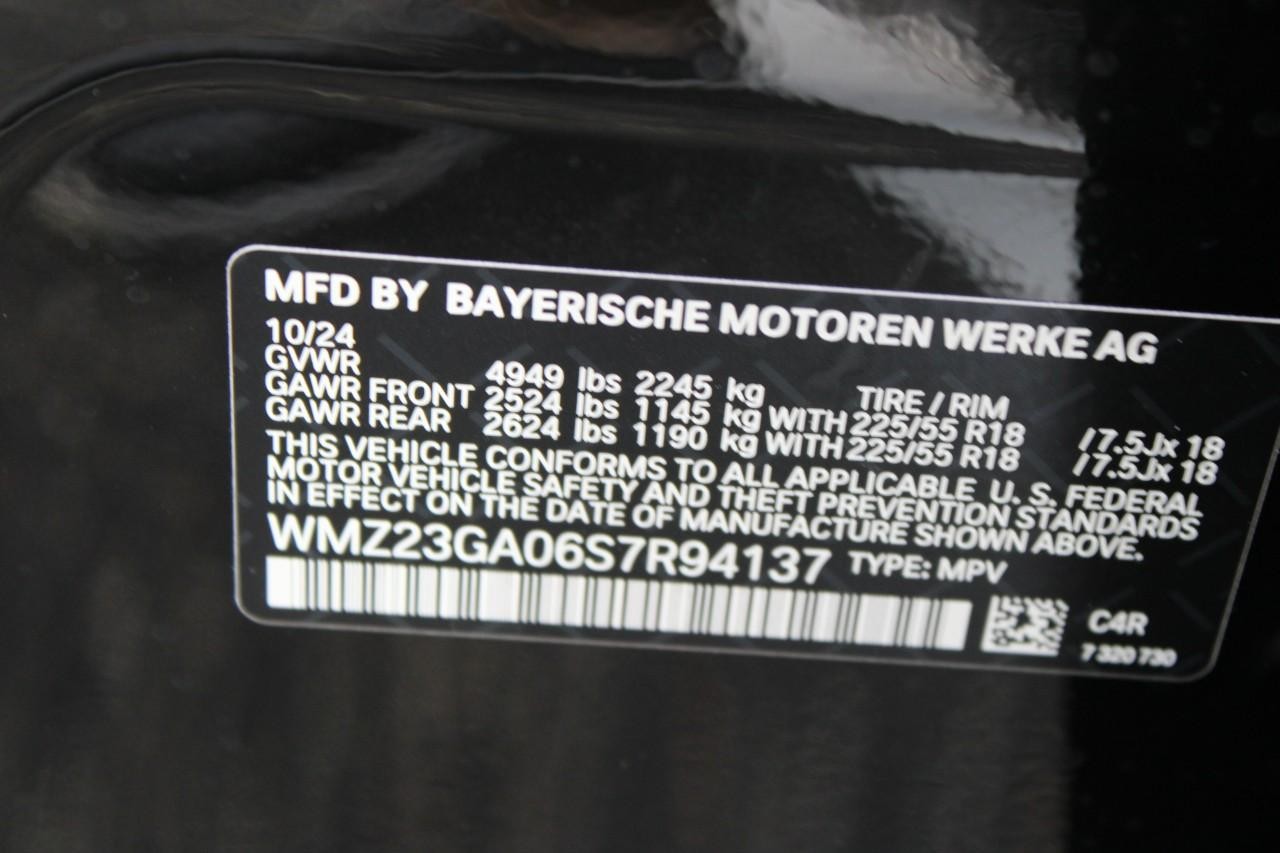 MFD BY BAYERISCHE MOTOREN WERKE AG
10/24
GVWR 4949 lbs 2245 kg TIRE / RIM
GAWR FRONT 2524 lbs 1145 kg WITH 225/55 R18 /7.5Jx 18
GAWR REAR 2624 lbs 1190 kg WITH 225/55 R18 /7.5Jx 18
THIS VEHICLE CONFORMS TO ALL APPLICABLE U. S. FEDERAL
MOTOR VEHICLE SAFETY AND THEFT PREVENTION STANDARDS
IN EFFECT ON THE DATE OF MANUFACTURE SHOWN ABOVE.
WMZ23GA06S7R94137 TYPE: MPV
C4R
7 320 730